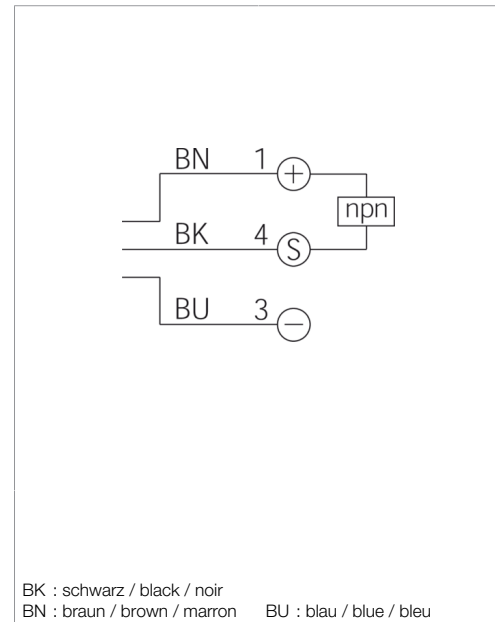 BN 1 +
npn
BK 4 S
BU 3 −
BK : schwarz / black / noir
BN : braun / brown / marron BU : blau / blue / bleu